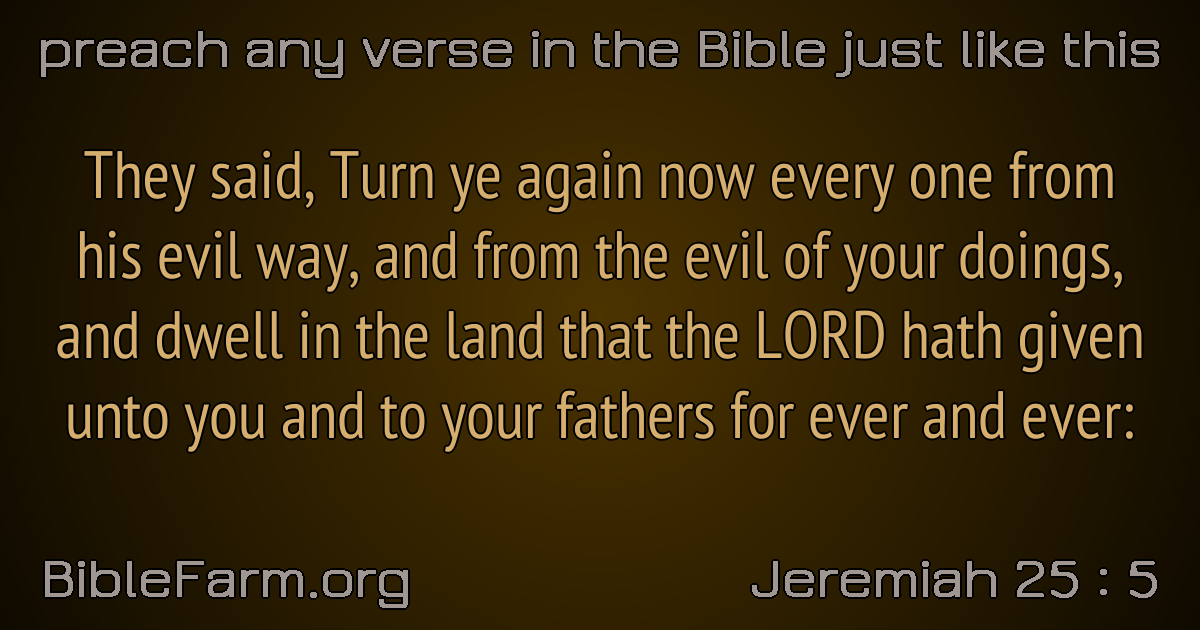 preach any verse in the Bible just like this
They said, Turn ye again now every one from
his evil way, and from the evil of your doings,
and dwell in the land that the LORD hath given
unto you and to your fathers for ever and ever:
BibleFarm.org
Jeremiah 25 : 5